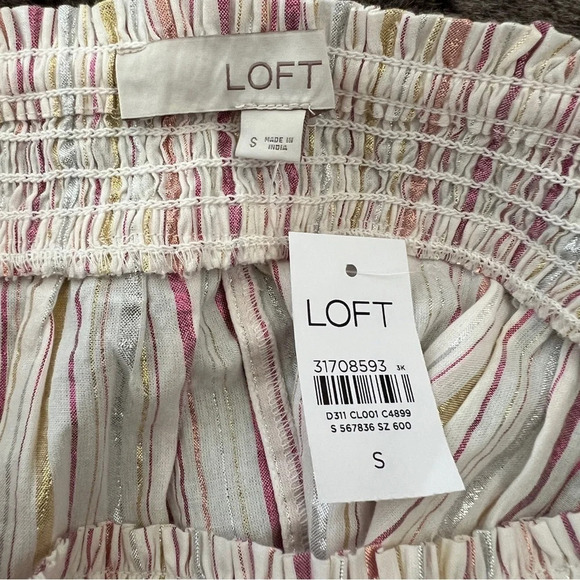 LOFT
S MADE IN
INDIA
LOFT
31708593 3K
D311 CL001 C4899
S 567836 SZ 600
S